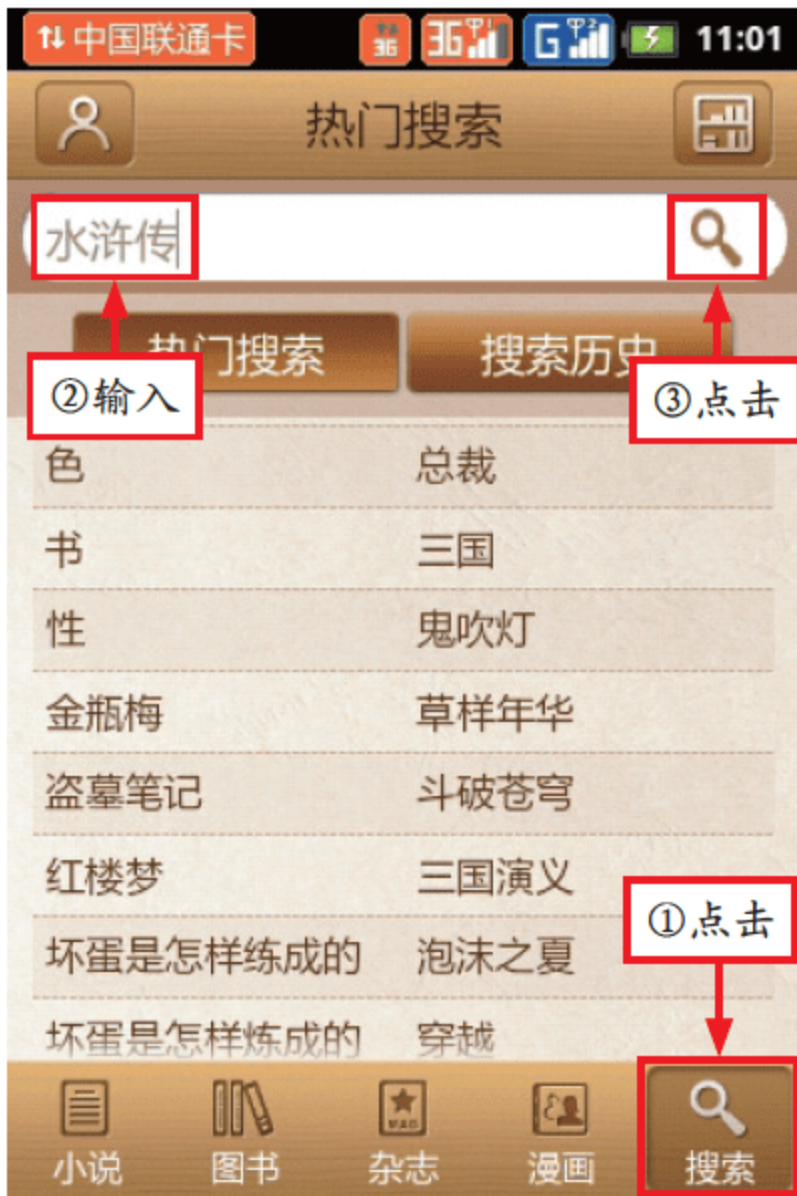 中国联通卡 3G 3G 1 G 2 11:01
热门搜索
水浒传
热门搜索 搜索历史
②输入 ③点击
色 总裁
书 三国
性 鬼吹灯
金瓶梅 草样年华
盗墓笔记 斗破苍穹
红楼梦 三国演义
①点击
坏蛋是怎样练成的 泡沫之夏
坏蛋是怎样炼成的 穿越
小说 图书 杂志 漫画 搜索